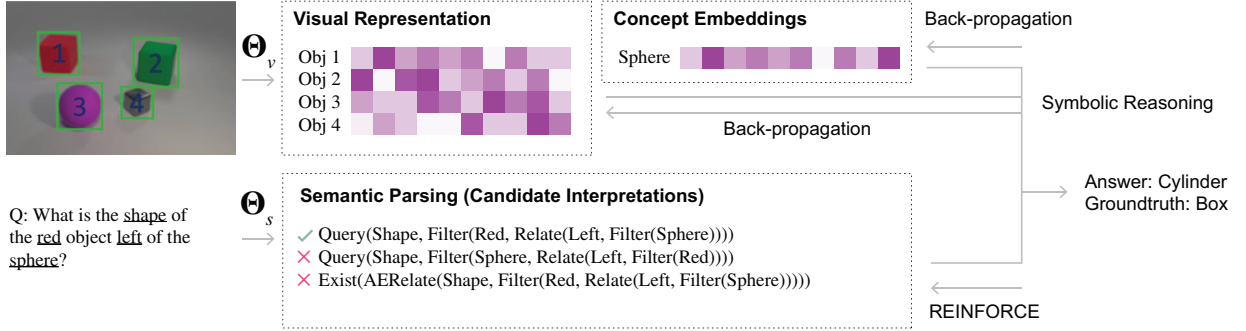 1
2
3
4
Θv
Visual Representation
Obj 1
Obj 2
Obj 3
Obj 4
Concept Embeddings
Sphere
Back-propagation
Back-propagation
Symbolic Reasoning
Q: What is the shape of
the red object left of the
sphere?
Θs
Semantic Parsing (Candidate Interpretations)
✓ Query(Shape, Filter(Red, Relate(Left, Filter(Sphere))))
✕ Query(Shape, Filter(Sphere, Relate(Left, Filter(Red))))
✕ Exist(AERelate(Shape, Filter(Red, Relate(Left, Filter(Sphere)))))
Answer: Cylinder
Groundtruth: Box
REINFORCE